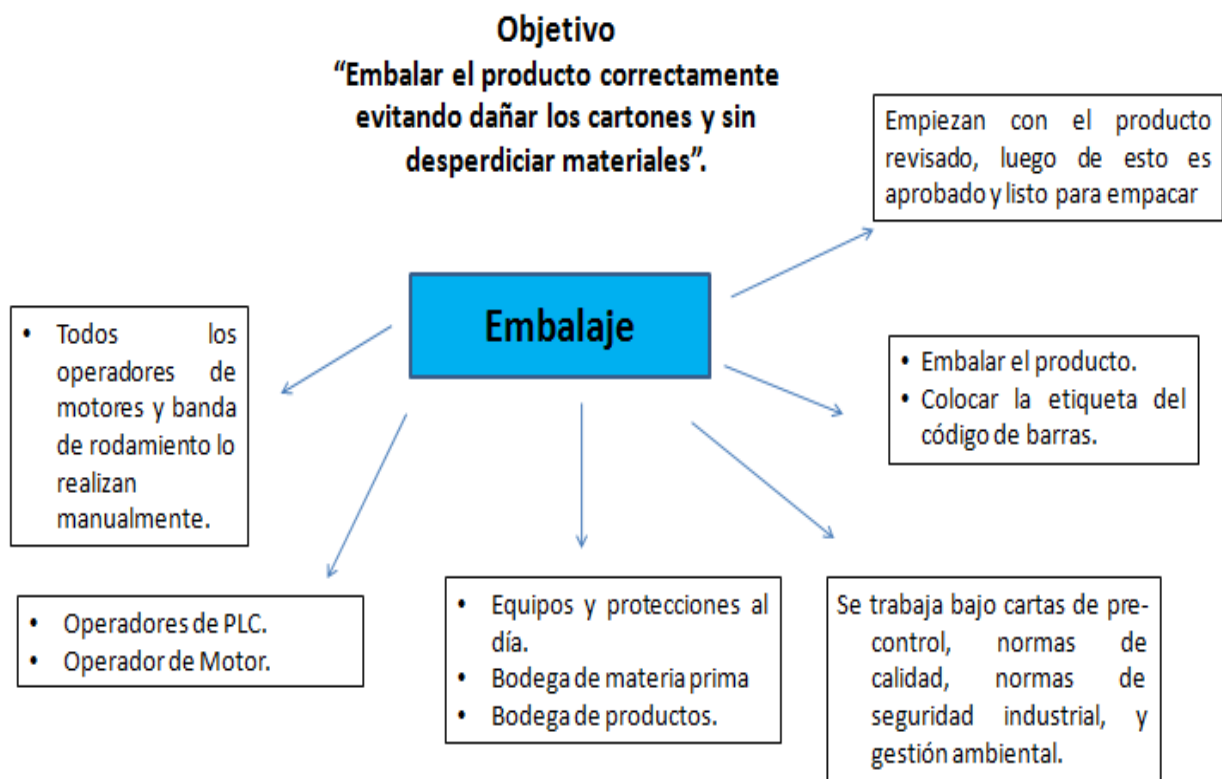 Objetivo
“Embalar el producto correctamente
evitando dañar los cartones y sin
desperdiciar materiales”.
Empiezan con el producto
revisado, luego de esto es
aprobado y listo para empacar
Embalaje
• Todos los
operadores de
motores y banda
de rodamiento lo
realizan
manualmente.
• Embalar el producto.
• Colocar la etiqueta del
código de barras.
• Operadores de PLC.
• Operador de Motor.
• Equipos y protecciones al
día.
• Bodega de materia prima
• Bodega de productos.
Se trabaja bajo cartas de pre-
control, normas de
calidad, normas de
seguridad industrial, y
gestión ambiental.